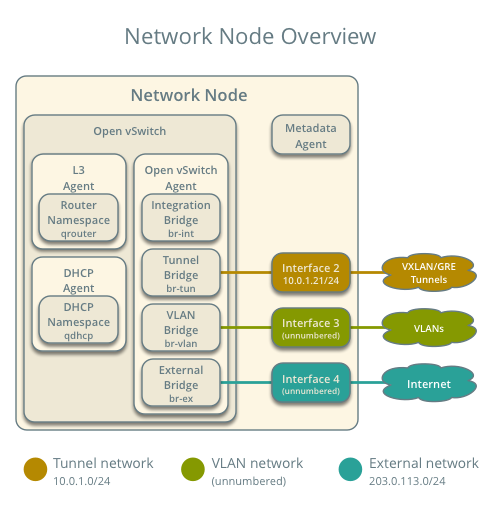 Network Node Overview
Network Node
Open vSwitch
Metadata
Agent
L3
Agent
Router
Namespace
qrouter
DHCP
Agent
DHCP
Namespace
qdhcp
Open vSwitch
Agent
Integration
Bridge
br-int
Tunnel
Bridge
br-tun
VLAN
Bridge
br-vlan
External
Bridge
br-ex
Interface 2
10.0.1.21/24
Interface 3
(unnumbered)
Interface 4
(unnumbered)
VXLAN/GRE
Tunnels
VLANs
Internet
Tunnel network
10.0.1.0/24
VLAN network
(unnumbered)
External network
203.0.113.0/24